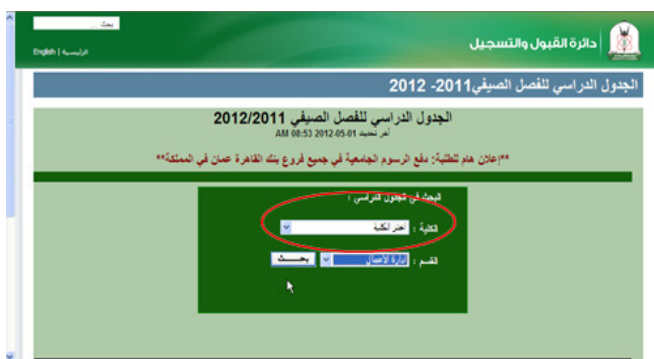 بحث ...
الرئيسية | English
دائرة القبول والتسجيل
الجدول الدراسي للفصل الصيفي2011- 2012
الجدول الدراسي للفصل الصيفي 2012/2011
آخر تحديث 01-05-2012 08:53 AM
**إعلان هام للطلبة: دفع الرسوم الجامعية في جميع فروع بنك القاهرة عمان في المملكة**
البحث في الجدول الدراسي :
الكلية : اختر الكلية
القسم : إدارة الأعمال بحـــــث